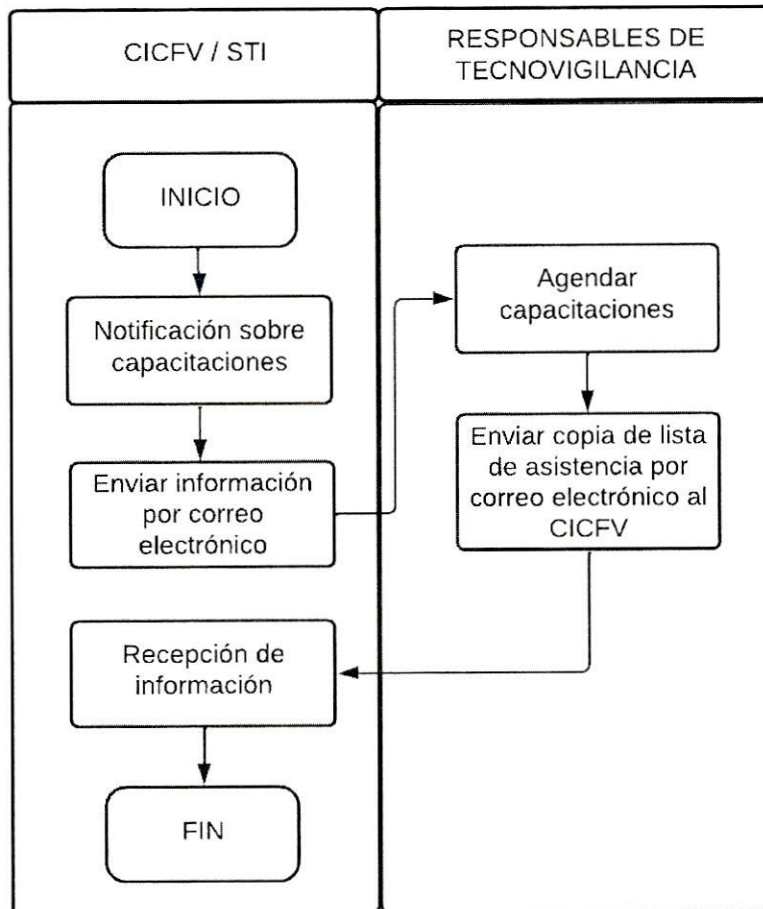 CICFV / STI
RESPONSABLES DE
TECNOVIGILANCIA
INICIO
Notificación sobre
capacitaciones
Enviar información
por correo
electrónico
Agendar
capacitaciones
Enviar copia de lista
de asistencia por
correo electrónico al
CICFV
Recepción de
información
FIN